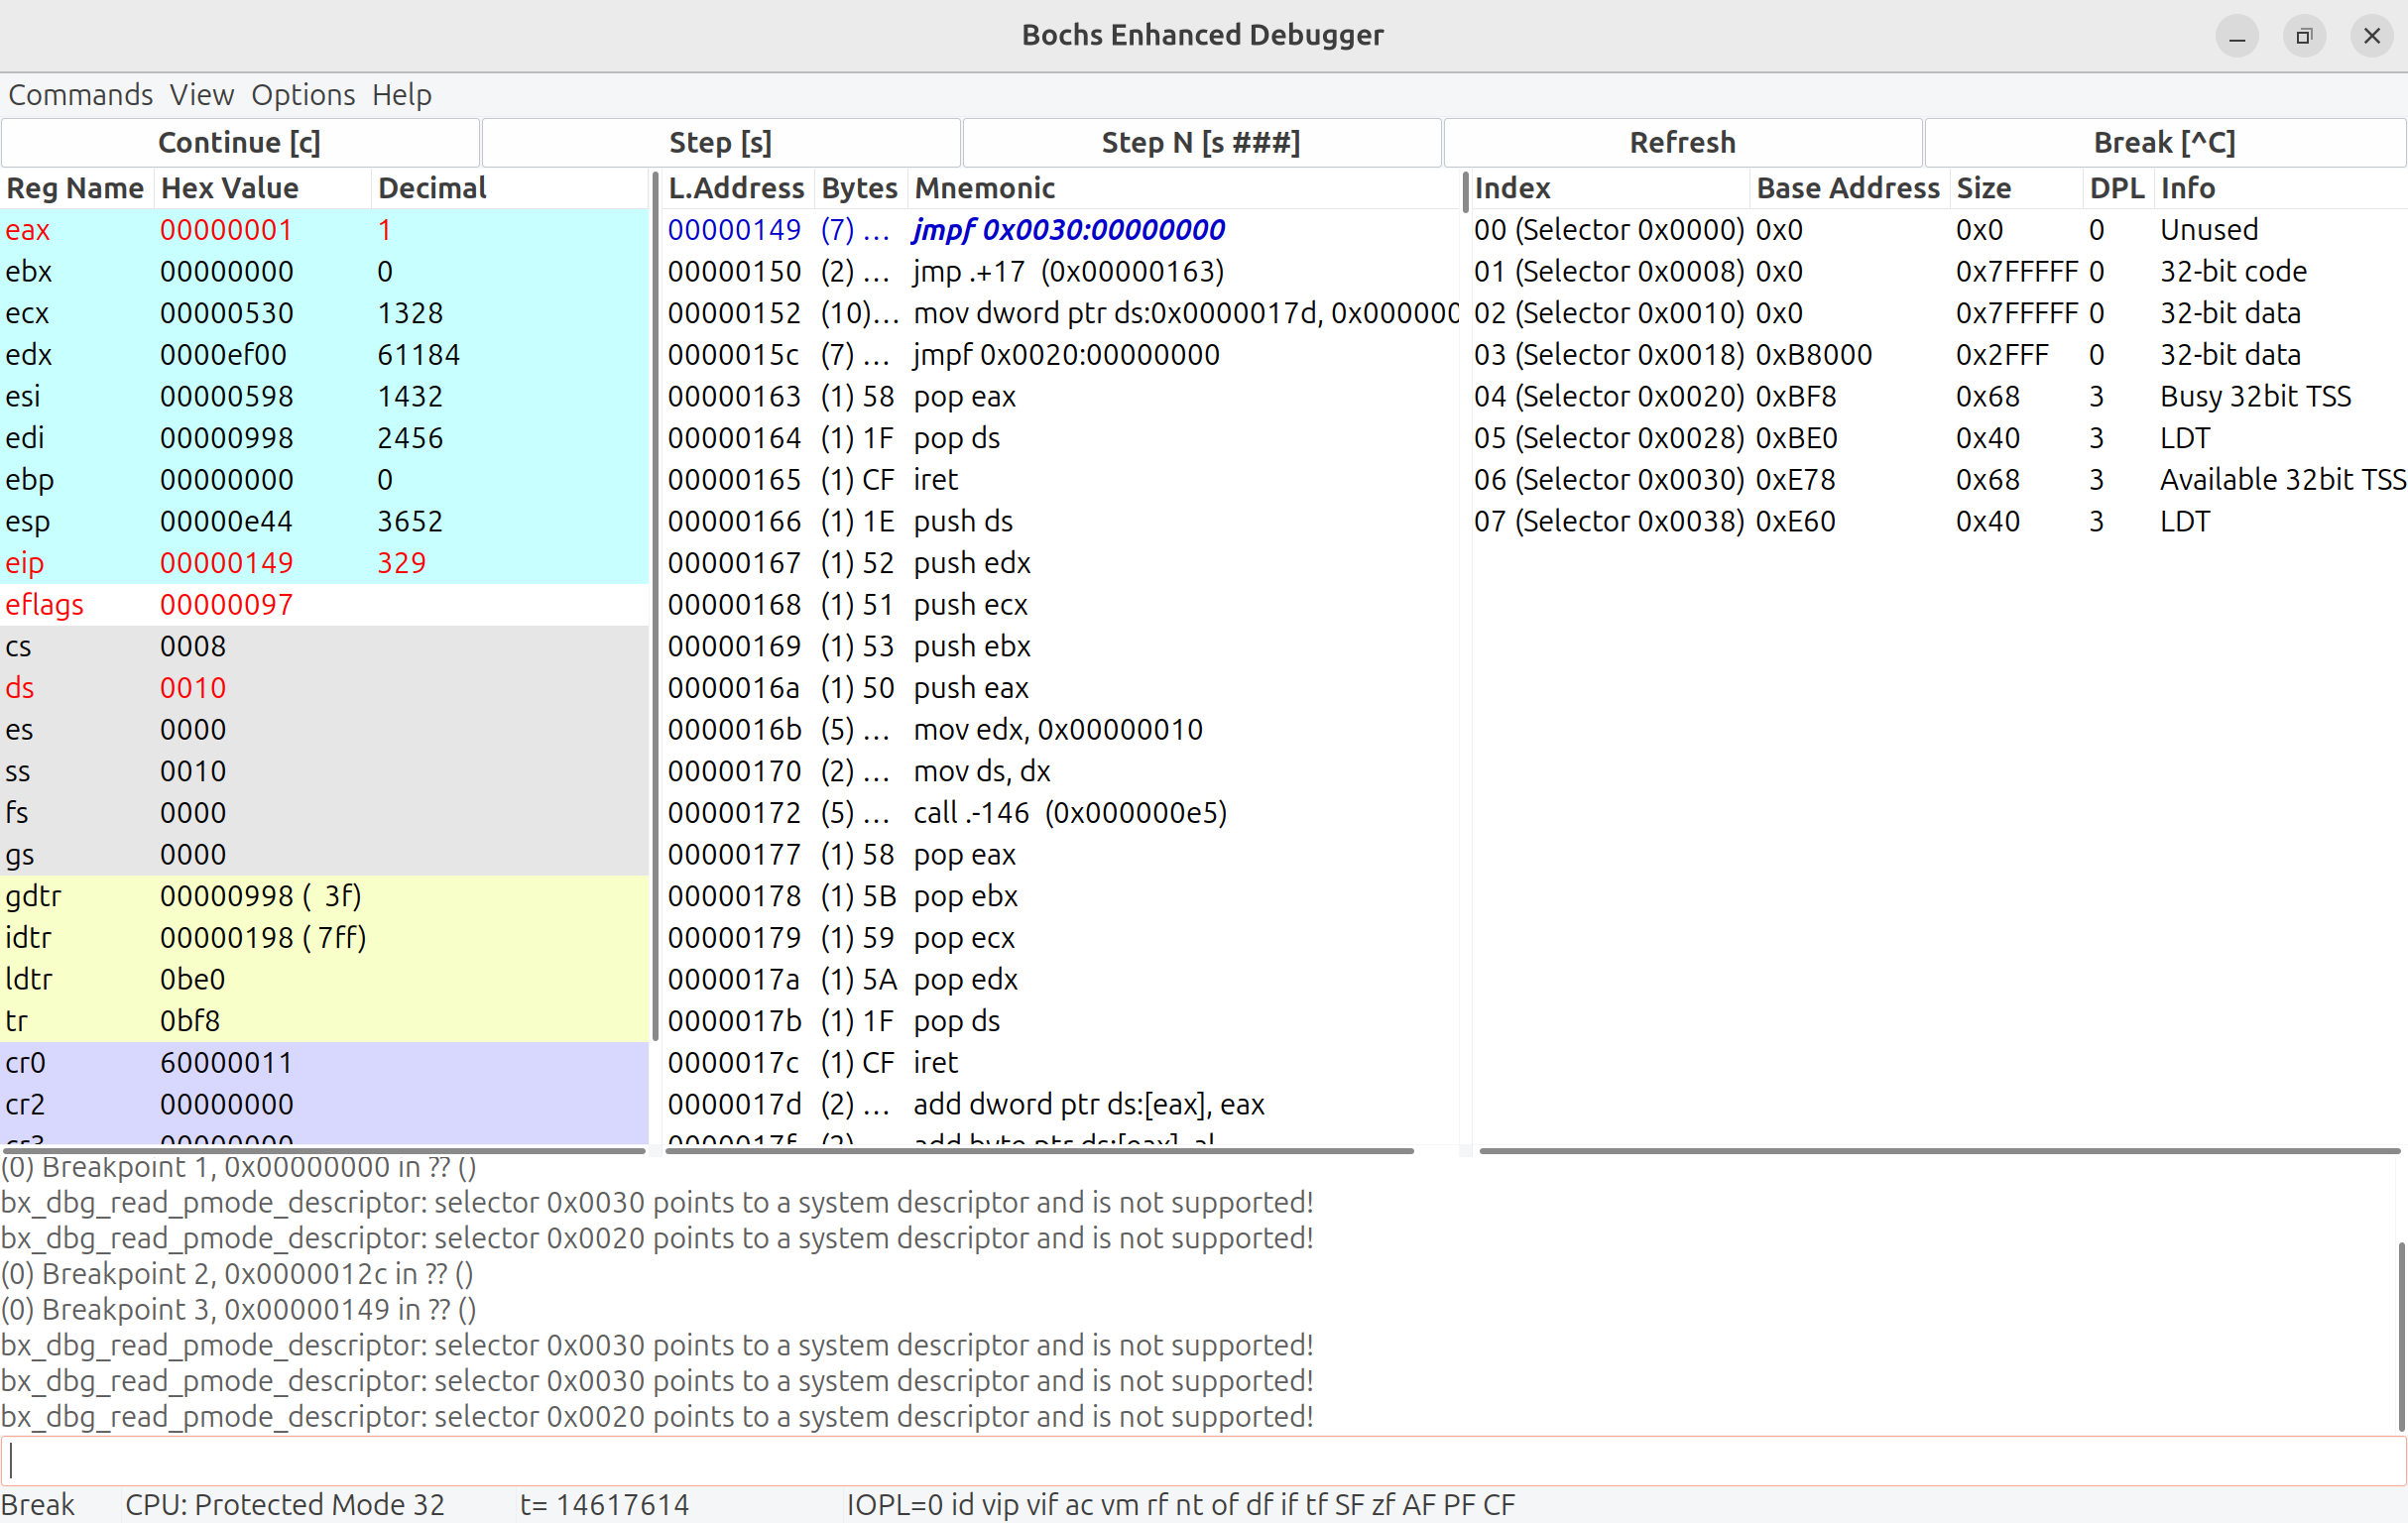 Bochs Enhanced Debugger
Commands View Options Help
Continue [c] Step [s] Step N [s ###] Refresh Break [^C]
Reg Name Hex Value Decimal
eax 00000001 1
ebx 00000000 0
ecx 00000530 1328
edx 0000ef00 61184
esi 00000598 1432
edi 00000998 2456
ebp 00000000 0
esp 00000e44 3652
eip 00000149 329
eflags 00000097
cs 0008
ds 0010
es 0000
ss 0010
fs 0000
gs 0000
gdtr 00000998 ( 3f)
idtr 00000198 ( 7ff)
ldtr 0be0
tr 0bf8
cr0 60000011
cr2 00000000
cr3 00000000
L.Address Bytes Mnemonic
00000149 (7) ... jmpf 0x0030:00000000
00000150 (2) ... jmp .+17 (0x00000163)
00000152 (10)... mov dword ptr ds:0x0000017d, 0x000000
0000015c (7) ... jmpf 0x0020:00000000
00000163 (1) 58 pop eax
00000164 (1) 1F pop ds
00000165 (1) CF iret
00000166 (1) 1E push ds
00000167 (1) 52 push edx
00000168 (1) 51 push ecx
00000169 (1) 53 push ebx
0000016a (1) 50 push eax
0000016b (5) ... mov edx, 0x00000010
00000170 (2) ... mov ds, dx
00000172 (5) ... call .-146 (0x000000e5)
00000177 (1) 58 pop eax
00000178 (1) 5B pop ebx
00000179 (1) 59 pop ecx
0000017a (1) 5A pop edx
0000017b (1) 1F pop ds
0000017c (1) CF iret
0000017d (2) ... add dword ptr ds:[eax], eax
0000017f (2) ... add byte ptr ds:[eax], al
Index Base Address Size DPL Info
00 (Selector 0x0000) 0x0 0x0 0 Unused
01 (Selector 0x0008) 0x0 0x7FFFFF 0 32-bit code
02 (Selector 0x0010) 0x0 0x7FFFFF 0 32-bit data
03 (Selector 0x0018) 0xB8000 0x2FFF 0 32-bit data
04 (Selector 0x0020) 0xBF8 0x68 3 Busy 32bit TSS
05 (Selector 0x0028) 0xBE0 0x40 3 LDT
06 (Selector 0x0030) 0xE78 0x68 3 Available 32bit TSS
07 (Selector 0x0038) 0xE60 0x40 3 LDT
(0) Breakpoint 1, 0x00000000 in ?? ()
bx_dbg_read_pmode_descriptor: selector 0x0030 points to a system descriptor and is not supported!
bx_dbg_read_pmode_descriptor: selector 0x0020 points to a system descriptor and is not supported!
(0) Breakpoint 2, 0x0000012c in ?? ()
(0) Breakpoint 3, 0x00000149 in ?? ()
bx_dbg_read_pmode_descriptor: selector 0x0030 points to a system descriptor and is not supported!
bx_dbg_read_pmode_descriptor: selector 0x0030 points to a system descriptor and is not supported!
bx_dbg_read_pmode_descriptor: selector 0x0020 points to a system descriptor and is not supported!
Break CPU: Protected Mode 32 t= 14617614 IOPL=0 id vip vif ac vm rf nt of df if tf SF zf AF PF CF